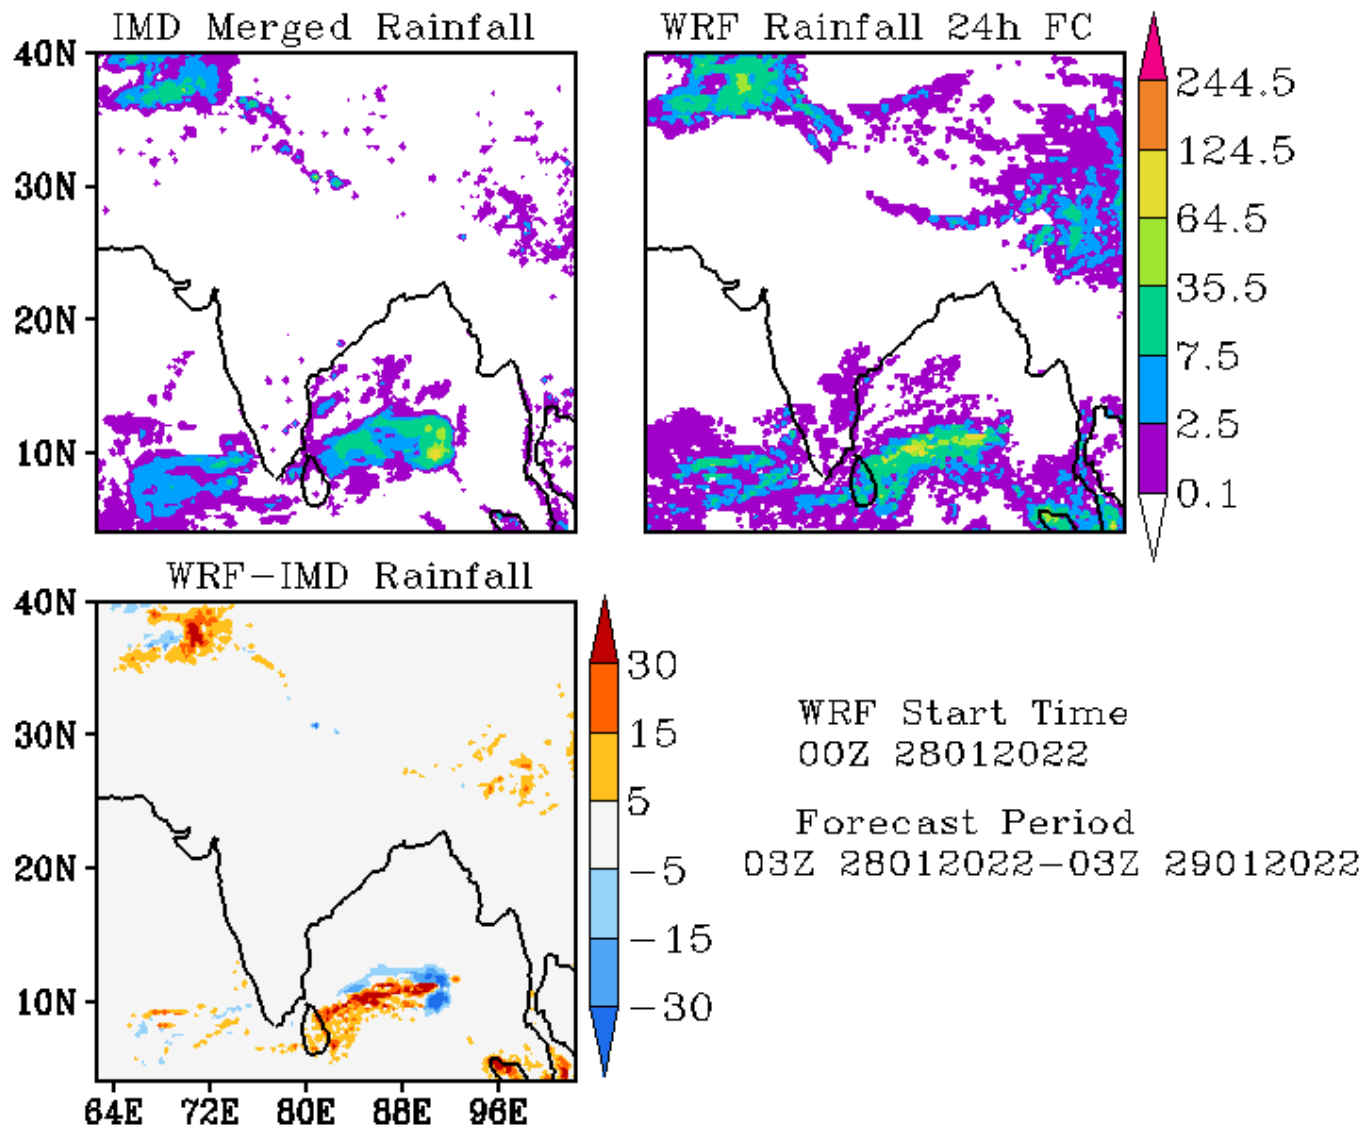 IMD Merged Rainfall
WRF Rainfall 24h FC
40N
30N
20N
10N
244.5
124.5
64.5
35.5
7.5
2.5
0.1
WRF-IMD Rainfall
40N
30N
20N
10N
64E 72E 80E 88E 96E
30
15
5
-5
-15
-30
WRF Start Time
00Z 28012022
Forecast Period
03Z 28012022-03Z 29012022